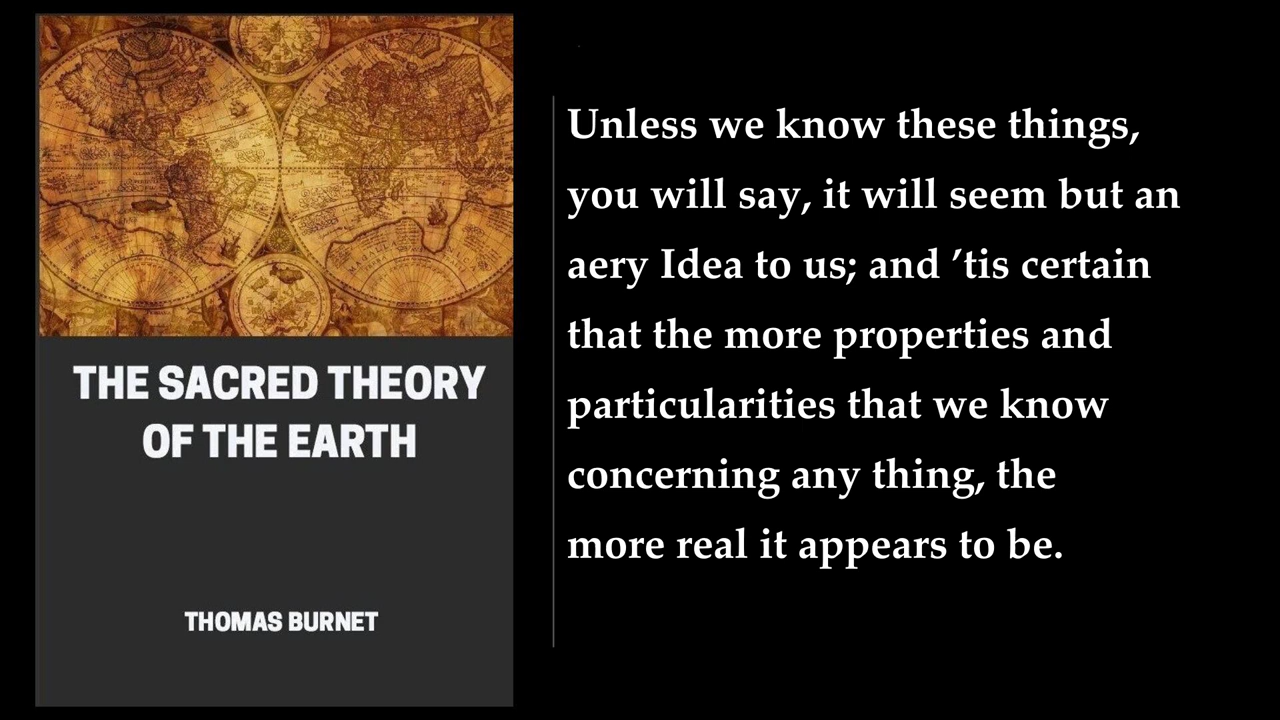 THE SACRED THEORY
OF THE EARTH
THOMAS BURNET
Unless we know these things,
you will say, it will seem but an
aery Idea to us; and ’tis certain
that the more properties and
particularities that we know
concerning any thing, the
more real it appears to be.